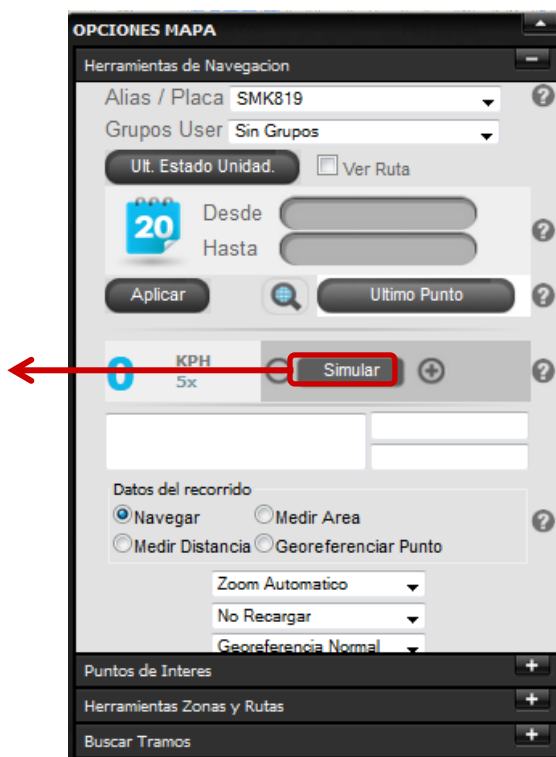 OPCIONES MAPA
Herramientas de Navegacion
Alias / Placa SMK819 ?
Grupos User Sin Grupos
Ult. Estado Unidad. Ver Ruta
20 Desde
Hasta ?
Aplicar Ultimo Punto ?
0 KPH
5x Simular ?
Datos del recorrido
Navegar Medir Area ?
Medir Distancia Georeferenciar Punto
Zoom Automatico
No Recargar
Georeferencia Normal
Puntos de Interes
Herramientas Zonas y Rutas
Buscar Tramos